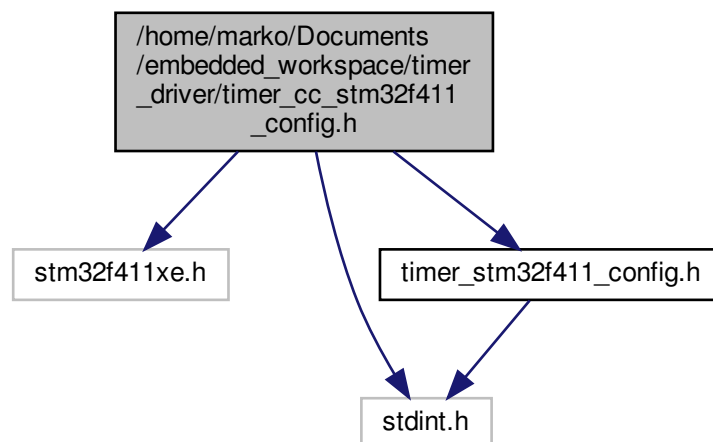 /home/marko/Documents
/embedded_workspace/timer
_driver/timer_cc_stm32f411
_config.h
stm32f411xe.h
timer_stm32f411_config.h
stdint.h